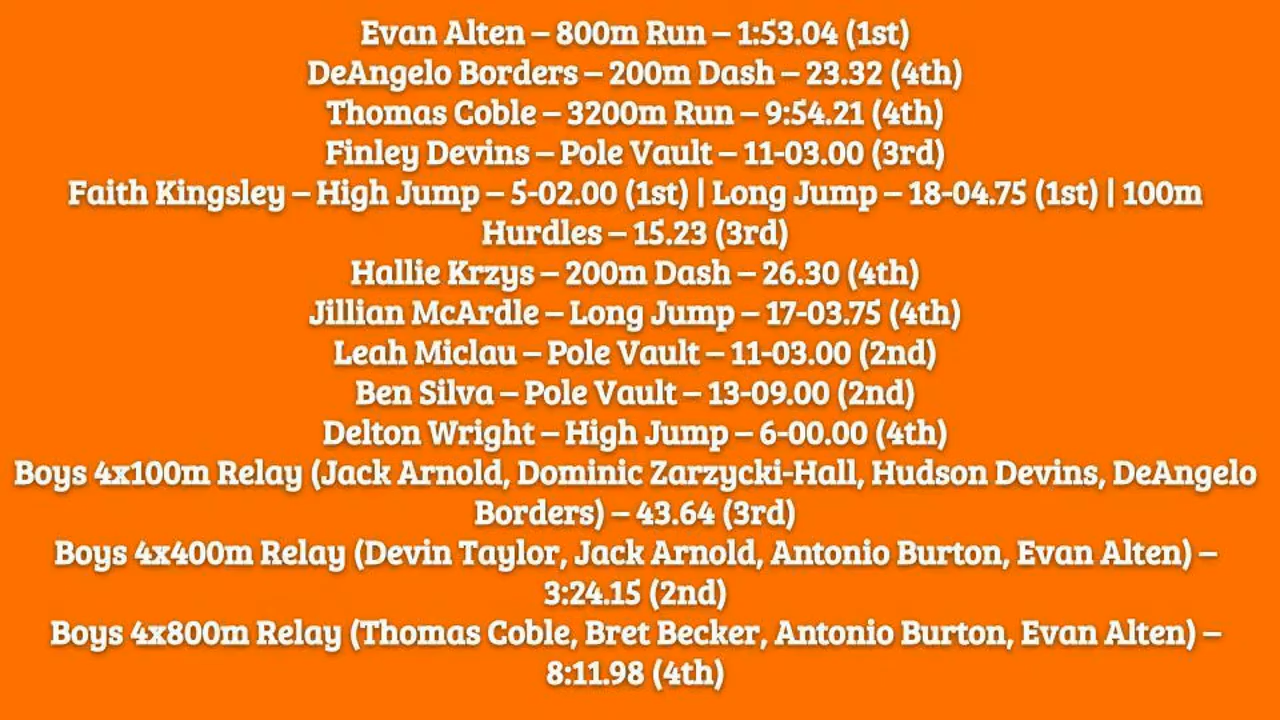 Evan Alten – 800m Run – 1:53.04 (1st)
DeAngelo Borders – 200m Dash – 23.32 (4th)
Thomas Coble – 3200m Run – 9:54.21 (4th)
Finley Devins – Pole Vault – 11-03.00 (3rd)
Faith Kingsley – High Jump – 5-02.00 (1st) | Long Jump – 18-04.75 (1st) | 100m
Hurdles – 15.23 (3rd)
Hallie Krzys – 200m Dash – 26.30 (4th)
Jillian McArdle – Long Jump – 17-03.75 (4th)
Leah Miclau – Pole Vault – 11-03.00 (2nd)
Ben Silva – Pole Vault – 13-09.00 (2nd)
Delton Wright – High Jump – 6-00.00 (4th)
Boys 4x100m Relay (Jack Arnold, Dominic Zarzycki-Hall, Hudson Devins, DeAngelo
Borders) – 43.64 (3rd)
Boys 4x400m Relay (Devin Taylor, Jack Arnold, Antonio Burton, Evan Alten) –
3:24.15 (2nd)
Boys 4x800m Relay (Thomas Coble, Bret Becker, Antonio Burton, Evan Alten) –
8:11.98 (4th)